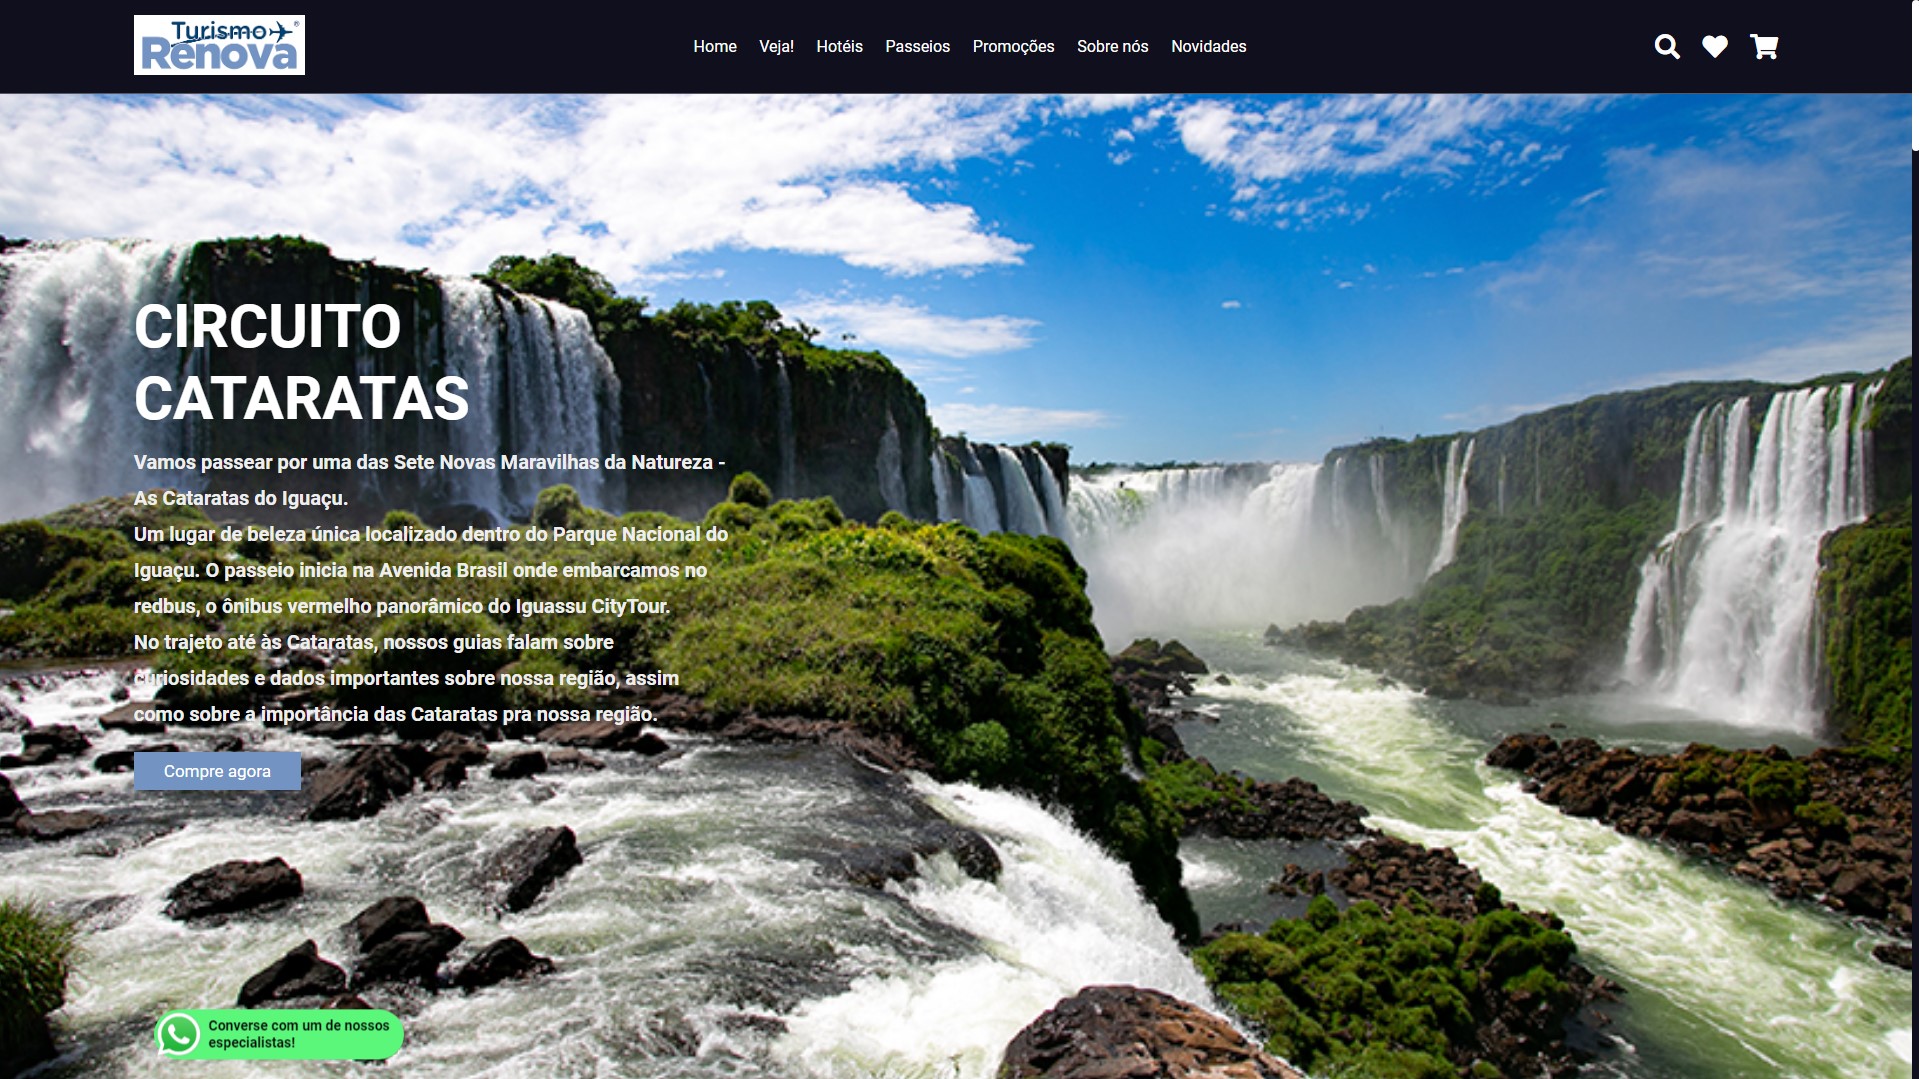 Turismo
Renova
Home Veja! Hotéis Passeios Promoções Sobre nós Novidades
CIRCUITO
CATARATAS
Vamos passear por uma das Sete Novas Maravilhas da Natureza -
As Cataratas do Iguaçu.
Um lugar de beleza única localizado dentro do Parque Nacional do
Iguaçu. O passeio inicia na Avenida Brasil onde embarcamos no
redbus, o ônibus vermelho panorâmico do Iguassu CityTour.
No trajeto até às Cataratas, nossos guias falam sobre
curiosidades e dados importantes sobre nossa região, assim
como sobre a importância das Cataratas pra nossa região.
Compre agora
Converse com um de nossos
especialistas!